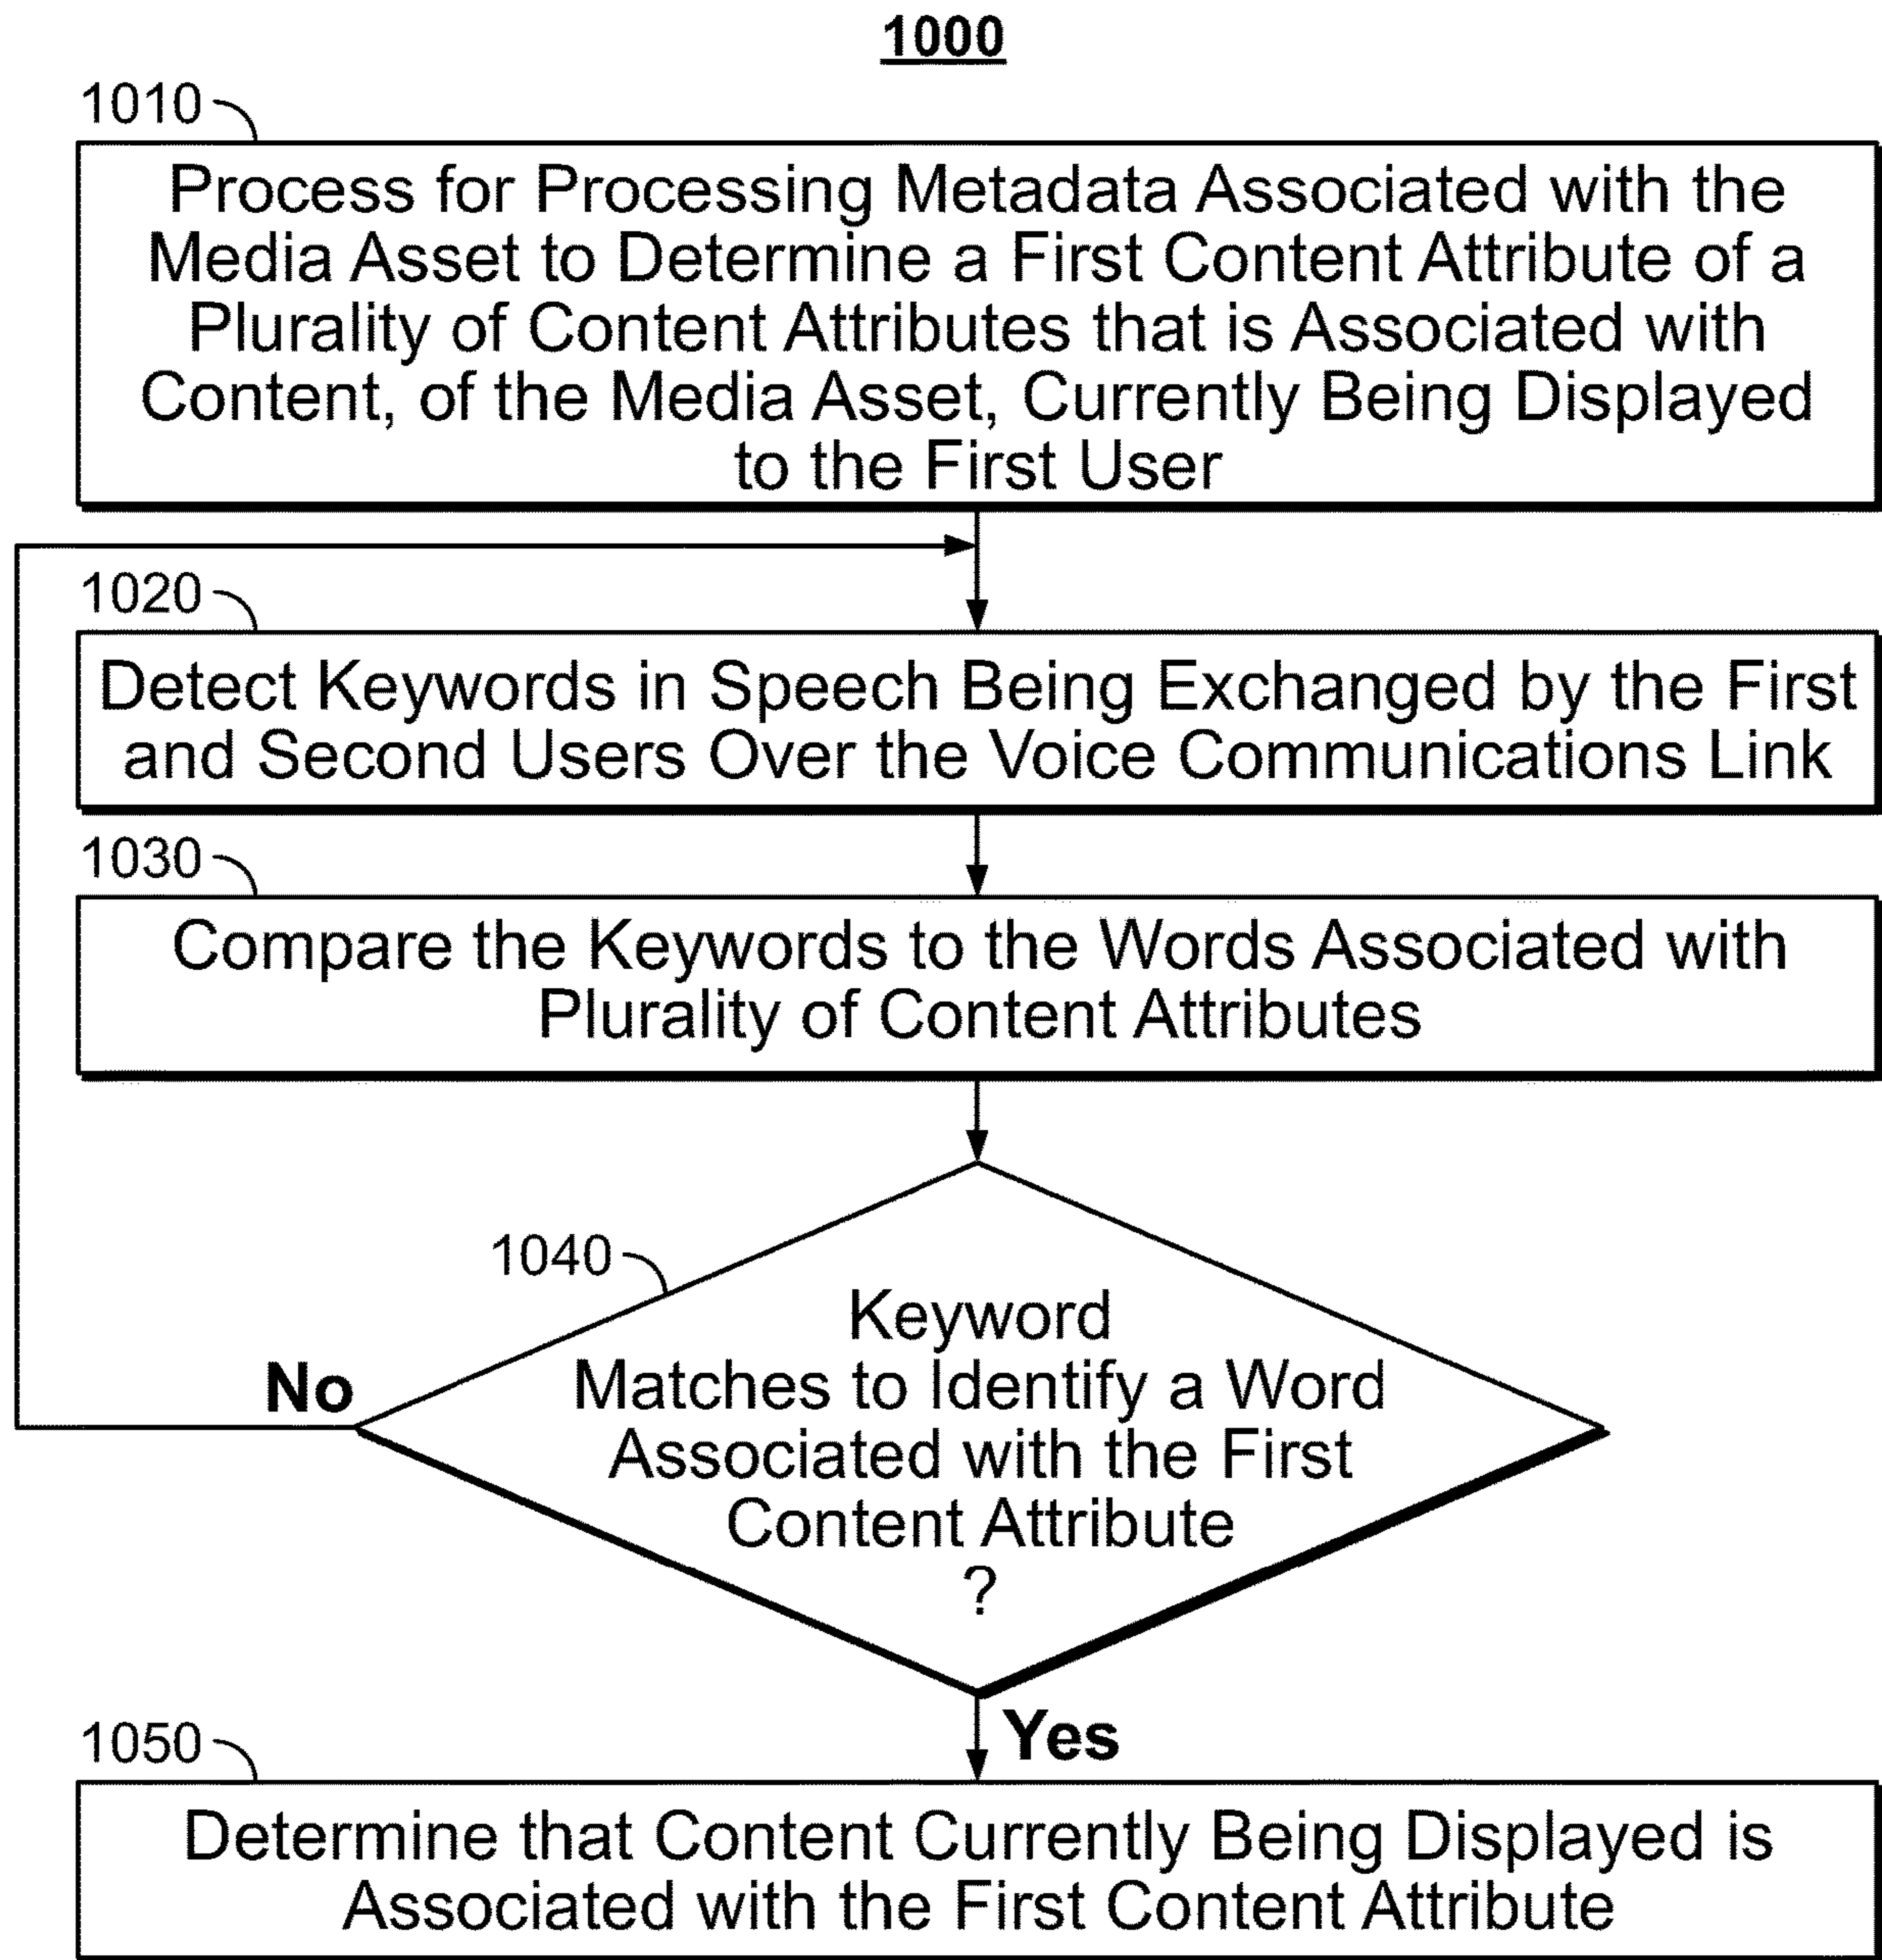 1000
1010
Process for Processing Metadata Associated with the
Media Asset to Determine a First Content Attribute of a
Plurality of Content Attributes that is Associated with
Content, of the Media Asset, Currently Being Displayed
to the First User
1020
Detect Keywords in Speech Being Exchanged by the First
and Second Users Over the Voice Communications Link
1030
Compare the Keywords to the Words Associated with
Plurality of Content Attributes
1040
Keyword
Matches to Identify a Word
Associated with the First
Content Attribute
?
No
Yes
1050
Determine that Content Currently Being Displayed is
Associated with the First Content Attribute